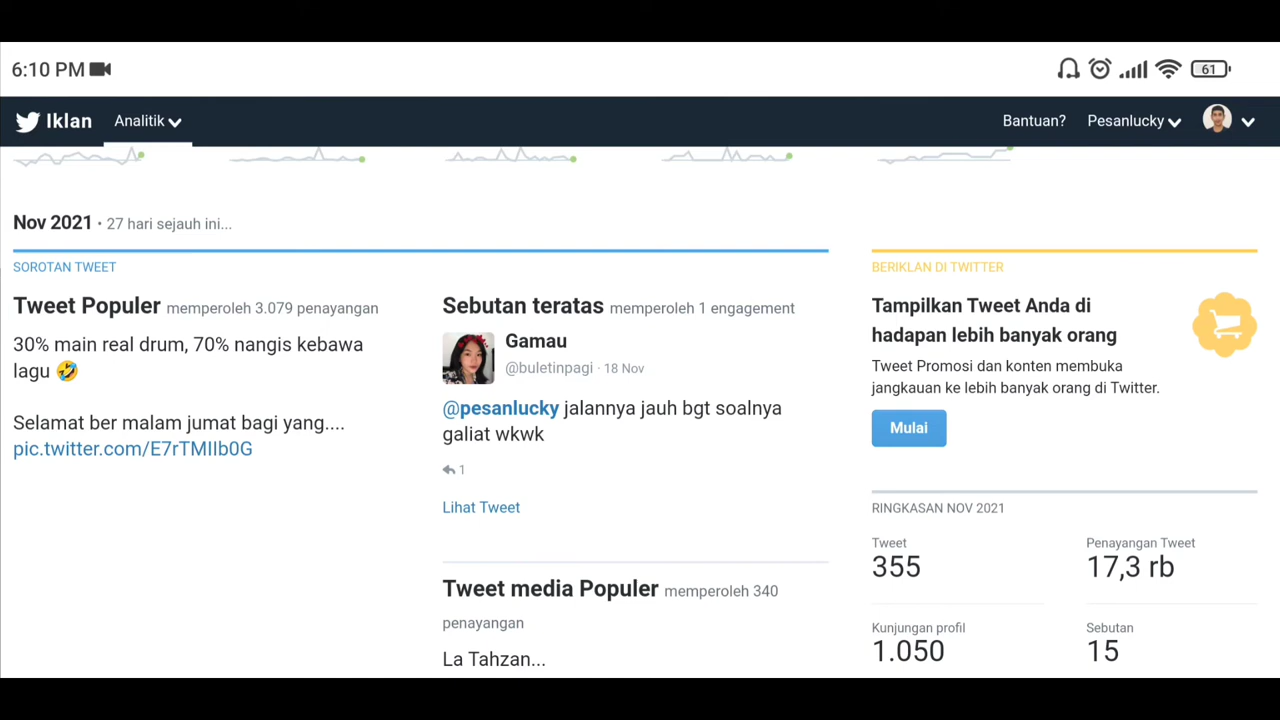 6:10 PM
61
Iklan
Analitik
Bantuan?
Pesanlucky
Nov 2021 · 27 hari sejauh ini...
SOROTAN TWEET
Tweet Populer memperoleh 3.079 penayangan
30% main real drum, 70% nangis kebawa
lagu 🤣
Selamat ber malam jumat bagi yang....
pic.twitter.com/E7rTMIIb0G
Sebutan teratas memperoleh 1 engagement
Gamau
@buletinpagi · 18 Nov
@pesanlucky jalannya jauh bgt soalnya
galiat wkwk
1
Lihat Tweet
Tweet media Populer memperoleh 340
penayangan
La Tahzan...
BERIKLAN DI TWITTER
Tampilkan Tweet Anda di
hadapan lebih banyak orang
Tweet Promosi dan konten membuka
jangkauan ke lebih banyak orang di Twitter.
Mulai
RINGKASAN NOV 2021
Tweet
355
Penayangan Tweet
17,3 rb
Kunjungan profil
1.050
Sebutan
15